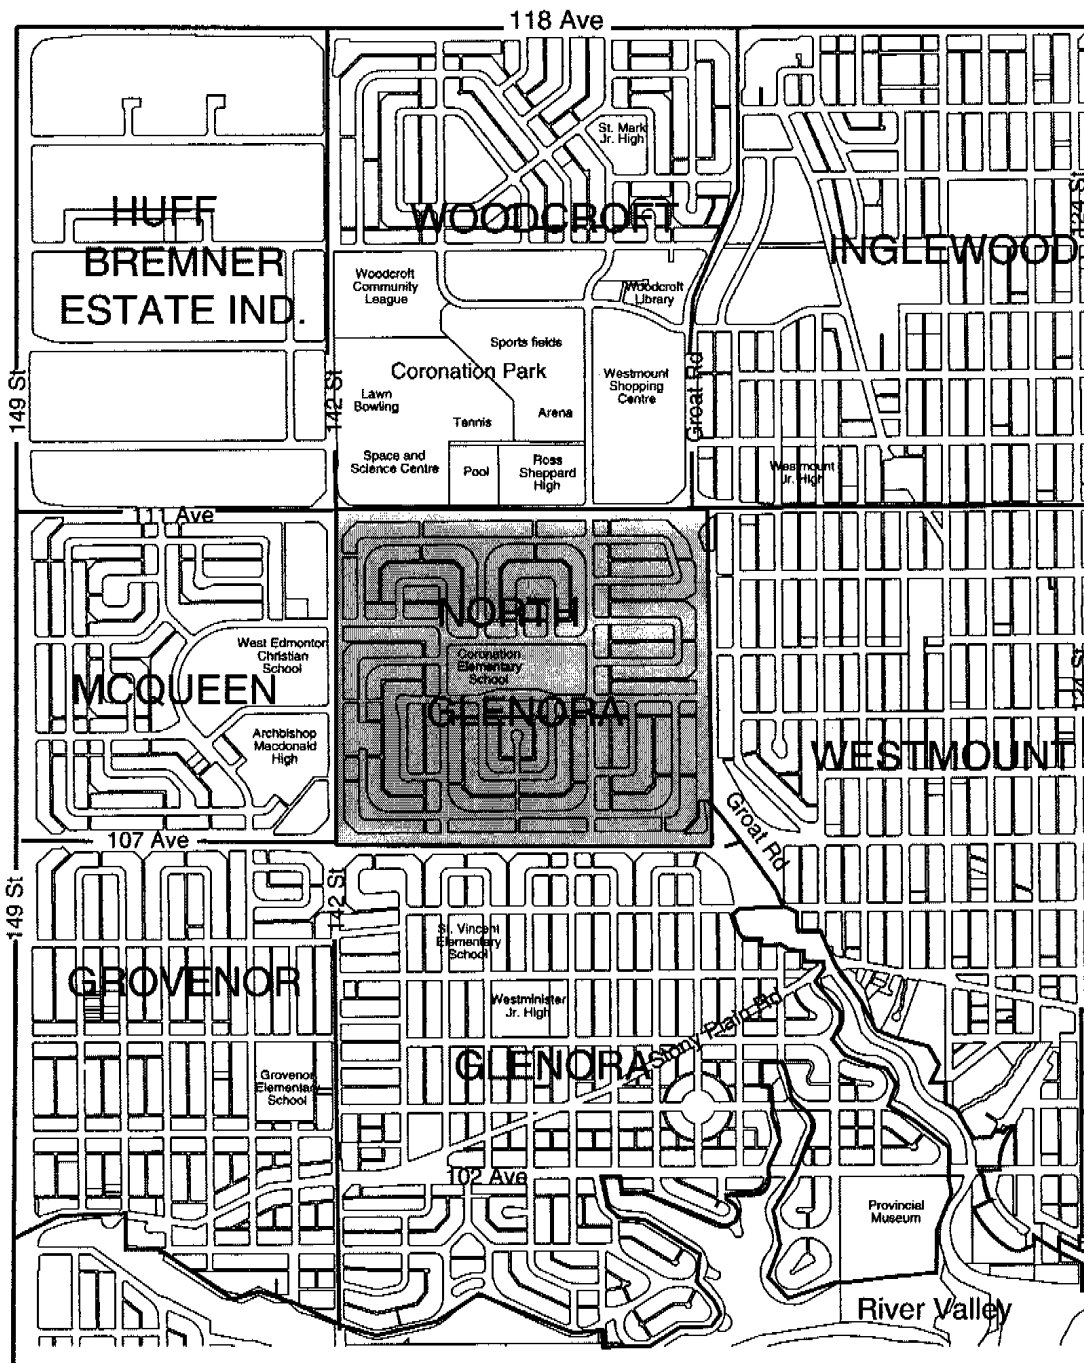 118 Ave
St. Mark
Jr. High
124 St
HUFF
BREMNER
ESTATE IND.
WOODCROFT
INGLEWOOD
Woodcroft
Community
League
Woodcroft
Library
Sports fields
Coronation Park
Westmount
Shopping
Centre
Groat Rd
149 St
142 St
Lawn
Bowling
Tennis
Arena
Space and
Science Centre
Pool
Ross
Sheppard
High
Westmount
Jr. High
111 Ave
NORTH
GLENORA
Coronation
Elementary
School
West Edmonton
Christian
School
MCQUEEN
Archbishop
Macdonald
High
124 St
WESTMOUNT
Groat Rd
107 Ave
149 St
142 St
St. Vincent
Elementary
School
GROVENOR
Westminister
Jr. High
Stony Plain Rd
GLENORA
Grovenor
Elementary
School
102 Ave
Provincial
Museum
River Valley